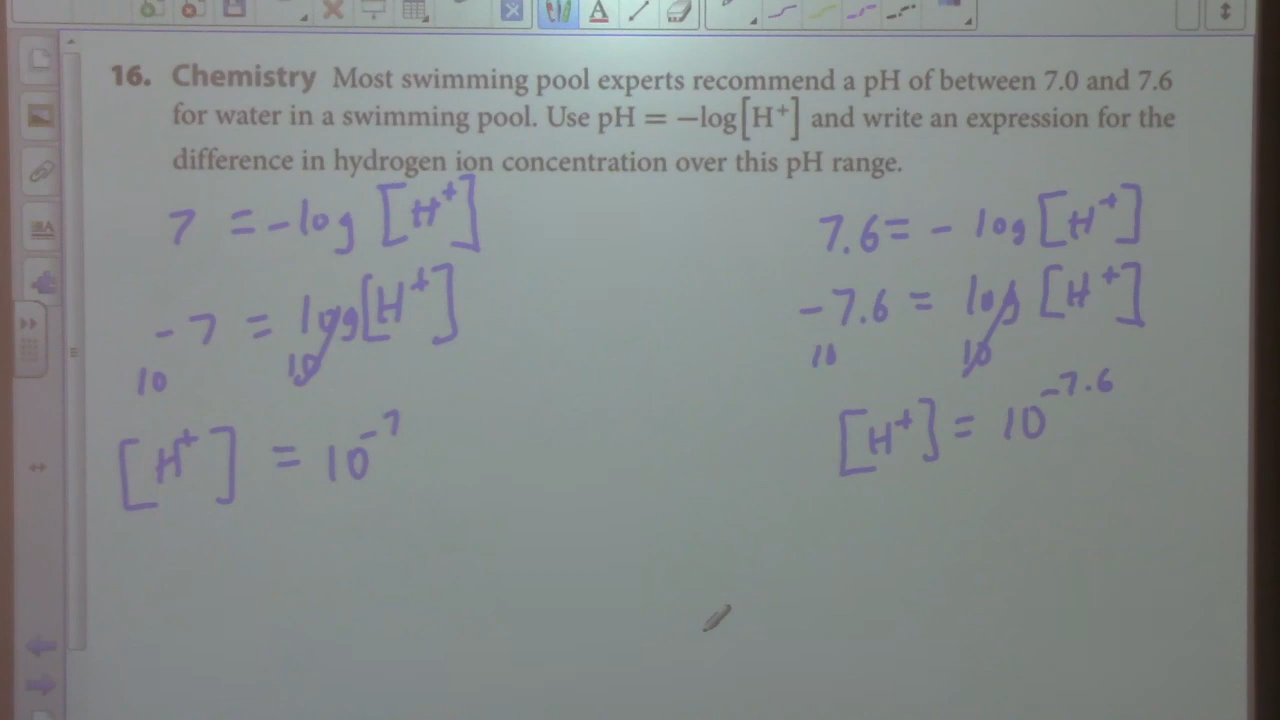 16. Chemistry Most swimming pool experts recommend a pH of between 7.0 and 7.6
for water in a swimming pool. Use pH = −log[H⁺] and write an expression for the
difference in hydrogen ion concentration over this pH range.
7 = -log [H⁺]
-7 = log[H⁺]
10 10
[H⁺] = 10⁻⁷
7.6 = - log [H⁺]
-7.6 = log [H⁺]
10 10
[H⁺] = 10⁻⁷·⁶